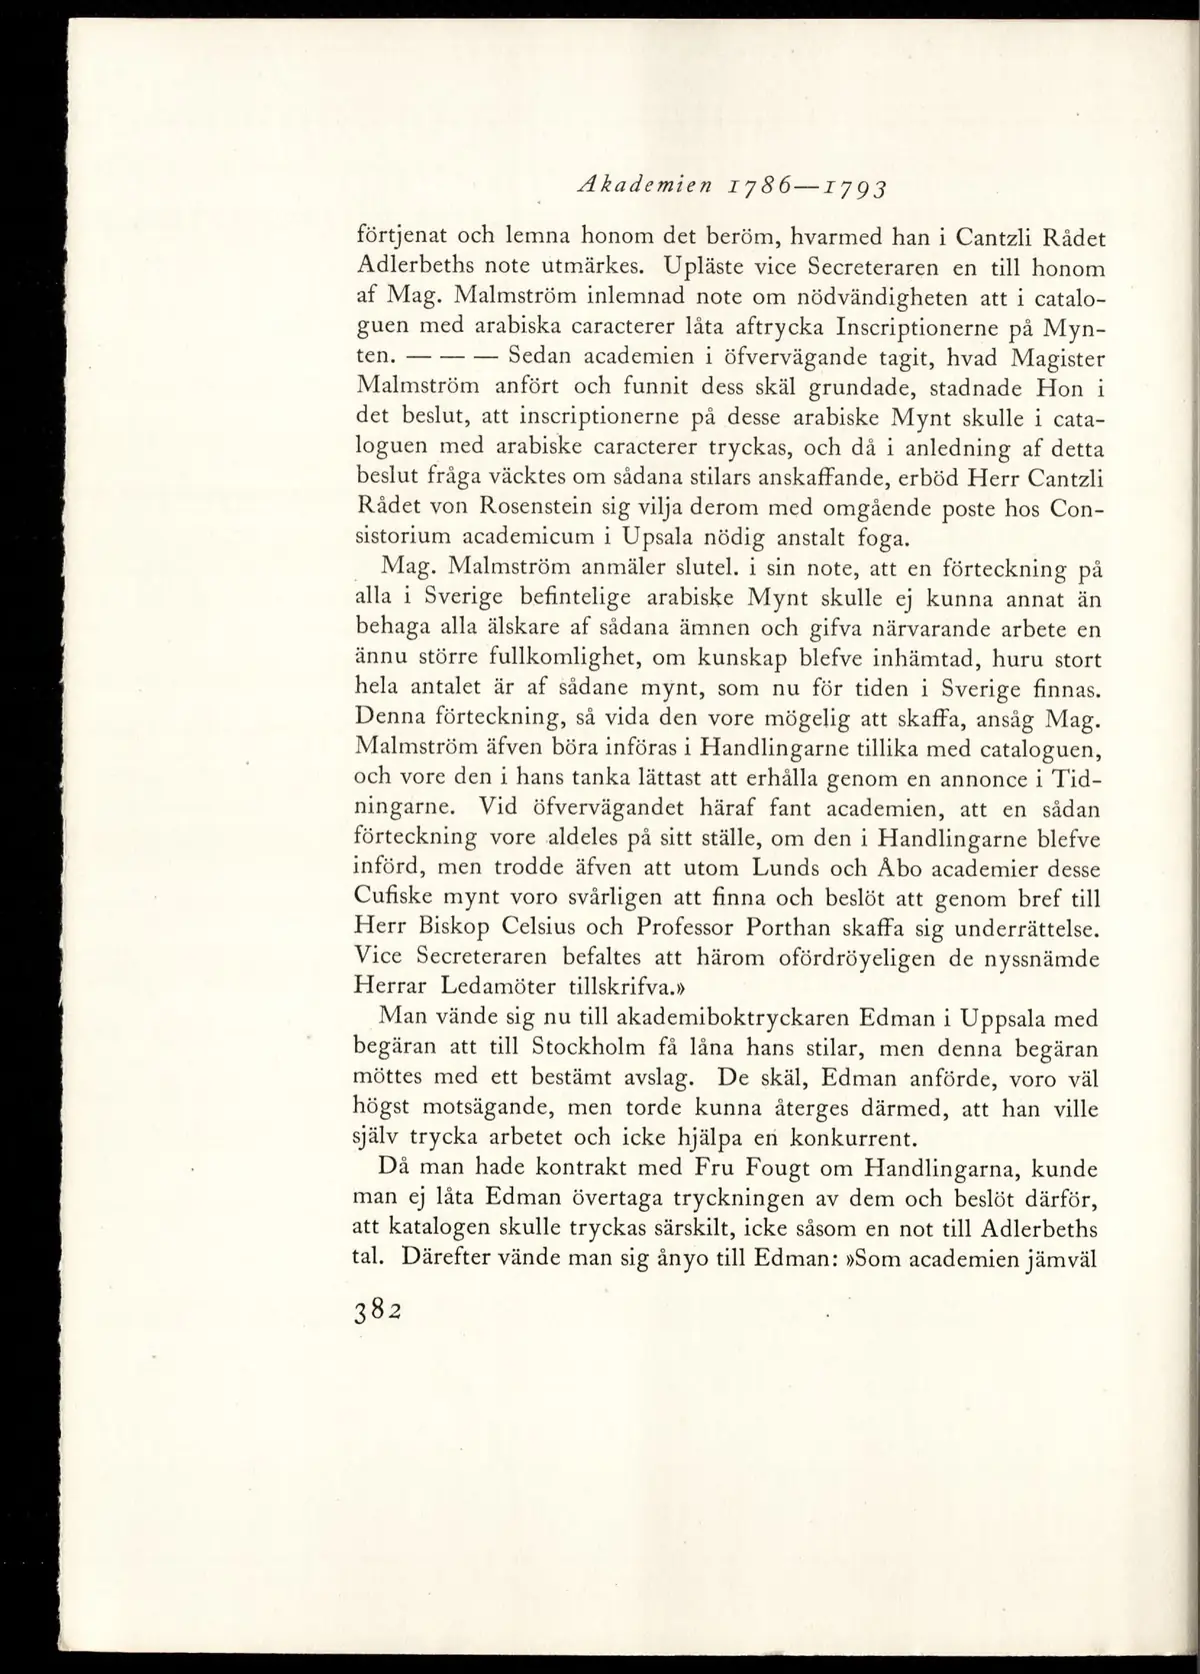 Akademien 1786—1793
förtjenat och lemna honom det beröm, hvarmed han i Cantzli Rådet
Adlerbeths note utmärkes. Upläste vice Secreteraren en till honom
af Mag. Malmström inlemnad note om nödvändigheten att i catalo-
guen med arabiska caracterer låta aftrycka Inscriptionerne på Myn-
ten. — — — Sedan academien i öfvervägande tagit, hvad Magister
Malmström anfört och funnit dess skäl grundade, stadnade Hon i
det beslut, att inscriptionerne på desse arabiske Mynt skulle i cata-
loguen med arabiske caracterer tryckas, och då i anledning af detta
beslut fråga väcktes om sådana stilars anskaffande, erböd Herr Cantzli
Rådet von Rosenstein sig vilja derom med omgående poste hos Con-
sistorium academicum i Upsala nödig anstalt foga.
Mag. Malmström anmäler slutel. i sin note, att en förteckning på
alla i Sverige befintelige arabiske Mynt skulle ej kunna annat än
behaga alla älskare af sådana ämnen och gifva närvarande arbete en
ännu större fullkomlighet, om kunskap blefve inhämtad, huru stort
hela antalet är af sådane mynt, som nu för tiden i Sverige finnas.
Denna förteckning, så vida den vore mögelig att skaffa, ansåg Mag.
Malmström äfven böra införas i Handlingarne tillika med cataloguen,
och vore den i hans tanka lättast att erhålla genom en annonce i Tid-
ningarne. Vid öfvervägandet häraf fant academien, att en sådan
förteckning vore aldeles på sitt ställe, om den i Handlingarne blefve
införd, men trodde äfven att utom Lunds och Åbo academier desse
Cufiske mynt voro svårligen att finna och beslöt att genom bref till
Herr Biskop Celsius och Professor Porthan skaffa sig underrättelse.
Vice Secreteraren befaltes att härom ofördröyeligen de nyssnämde
Herrar Ledamöter tillskrifva.»
Man vände sig nu till akademiboktryckaren Edman i Uppsala med
begäran att till Stockholm få låna hans stilar, men denna begäran
möttes med ett bestämt avslag. De skäl, Edman anförde, voro väl
högst motsägande, men torde kunna återges därmed, att han ville
själv trycka arbetet och icke hjälpa en konkurrent.
Då man hade kontrakt med Fru Fougt om Handlingarna, kunde
man ej låta Edman övertaga tryckningen av dem och beslöt därför,
att katalogen skulle tryckas särskilt, icke såsom en not till Adlerbeths
tal. Därefter vände man sig ånyo till Edman: »Som academien jämväl
382